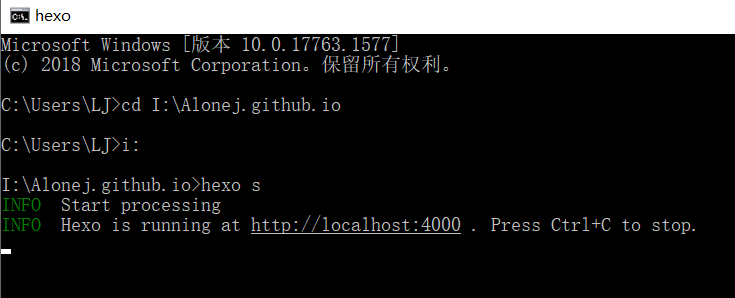 hexo
Microsoft Windows [版本 10.0.17763.1577]
(c) 2018 Microsoft Corporation。保留所有权利。
C:\Users\LJ>cd I:\Alonej.github.io
C:\Users\LJ>i:
I:\Alonej.github.io>hexo s
INFO  Start processing
INFO  Hexo is running at http://localhost:4000 . Press Ctrl+C to stop.